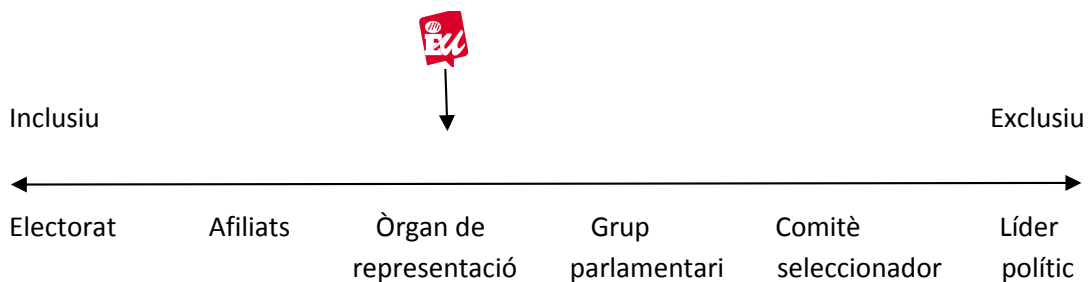 EU
Inclusiu Exclusiu
Electorat Afiliats Òrgan de Grup Comitè Líder
representació parlamentari seleccionador polític